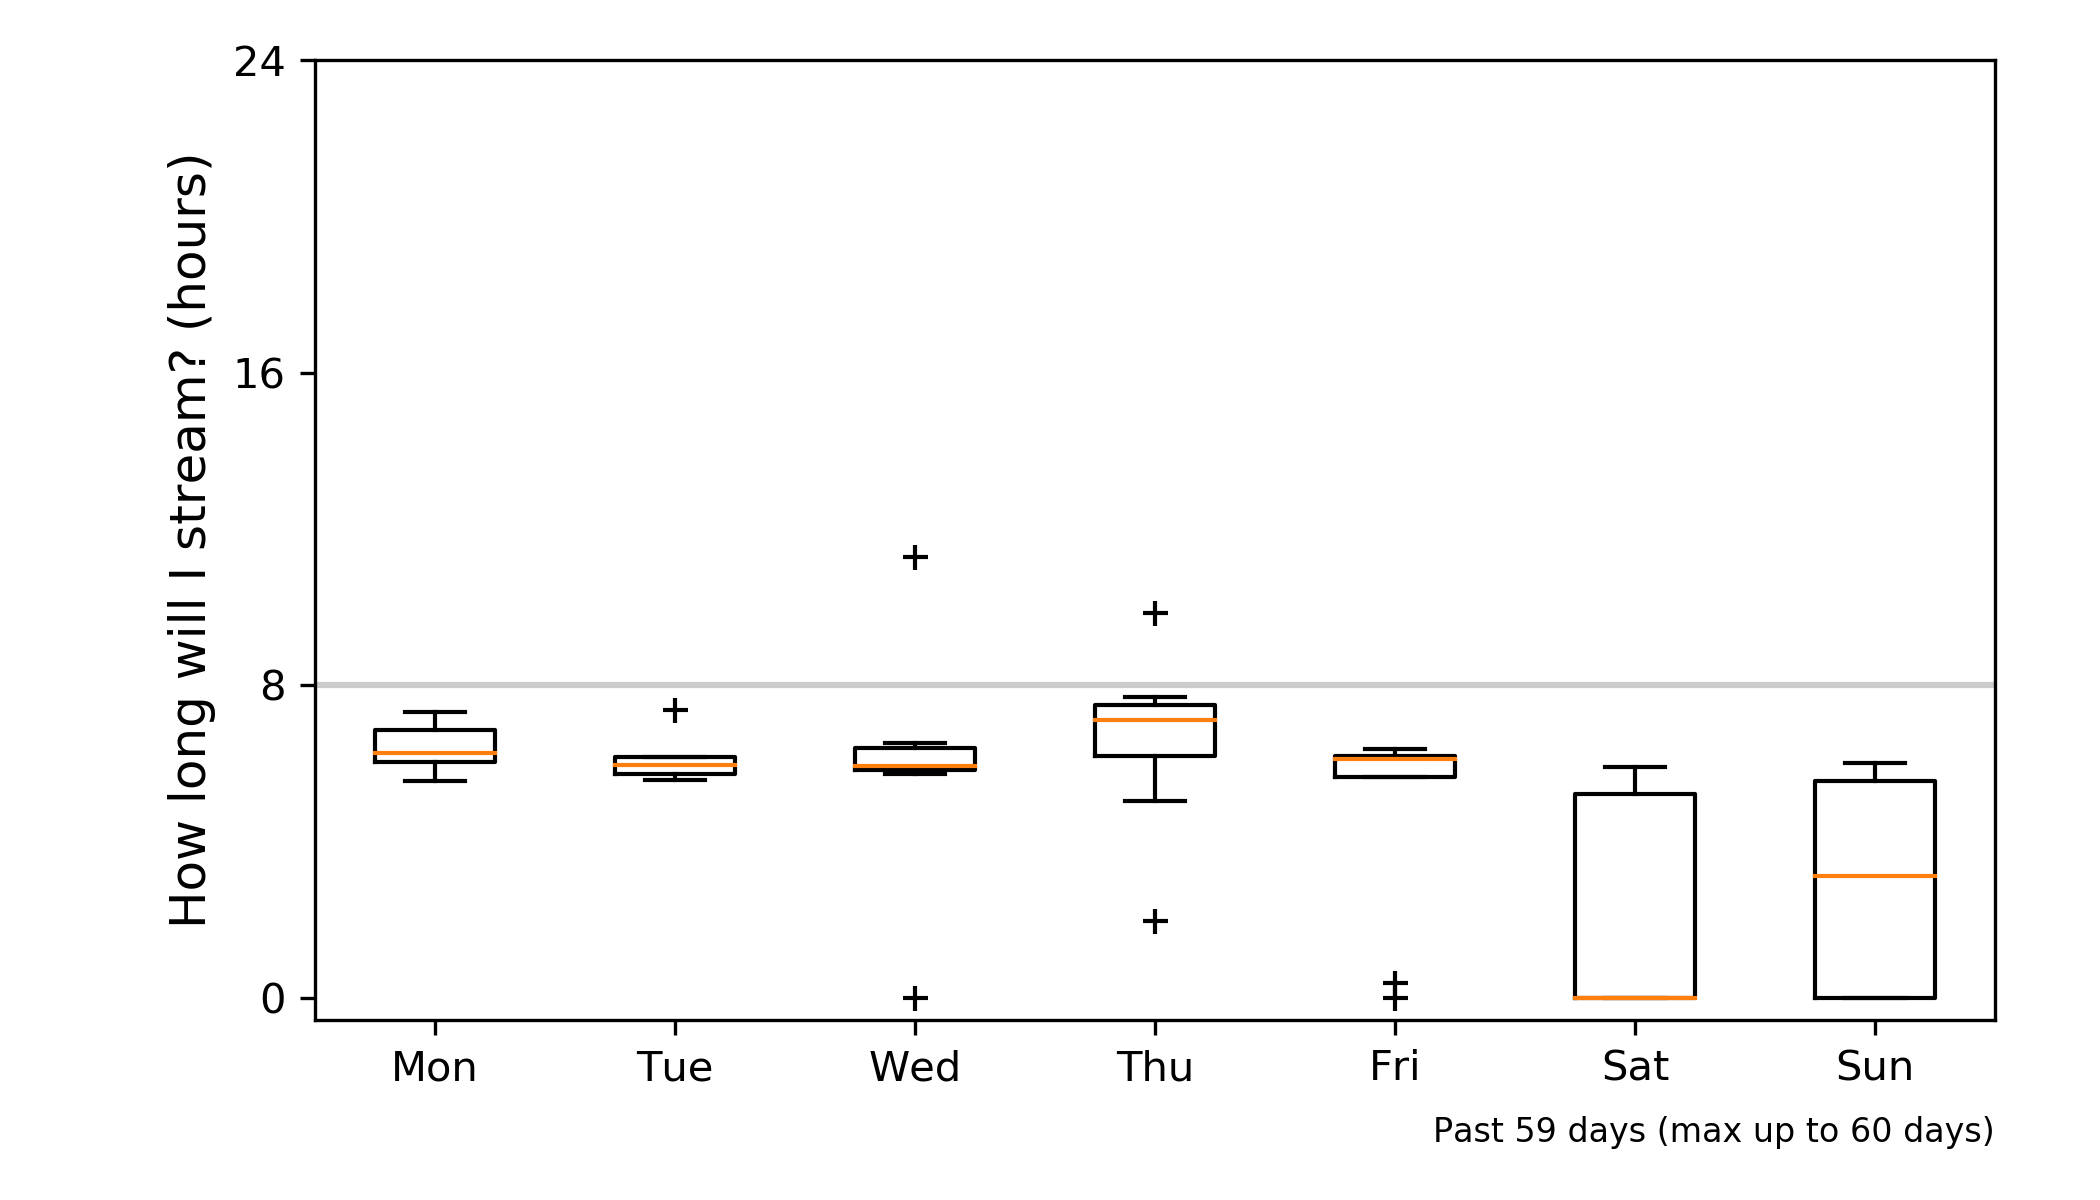 How long will I stream? (hours)
24
16
8
0
Mon Tue Wed Thu Fri Sat Sun
Past 59 days (max up to 60 days)